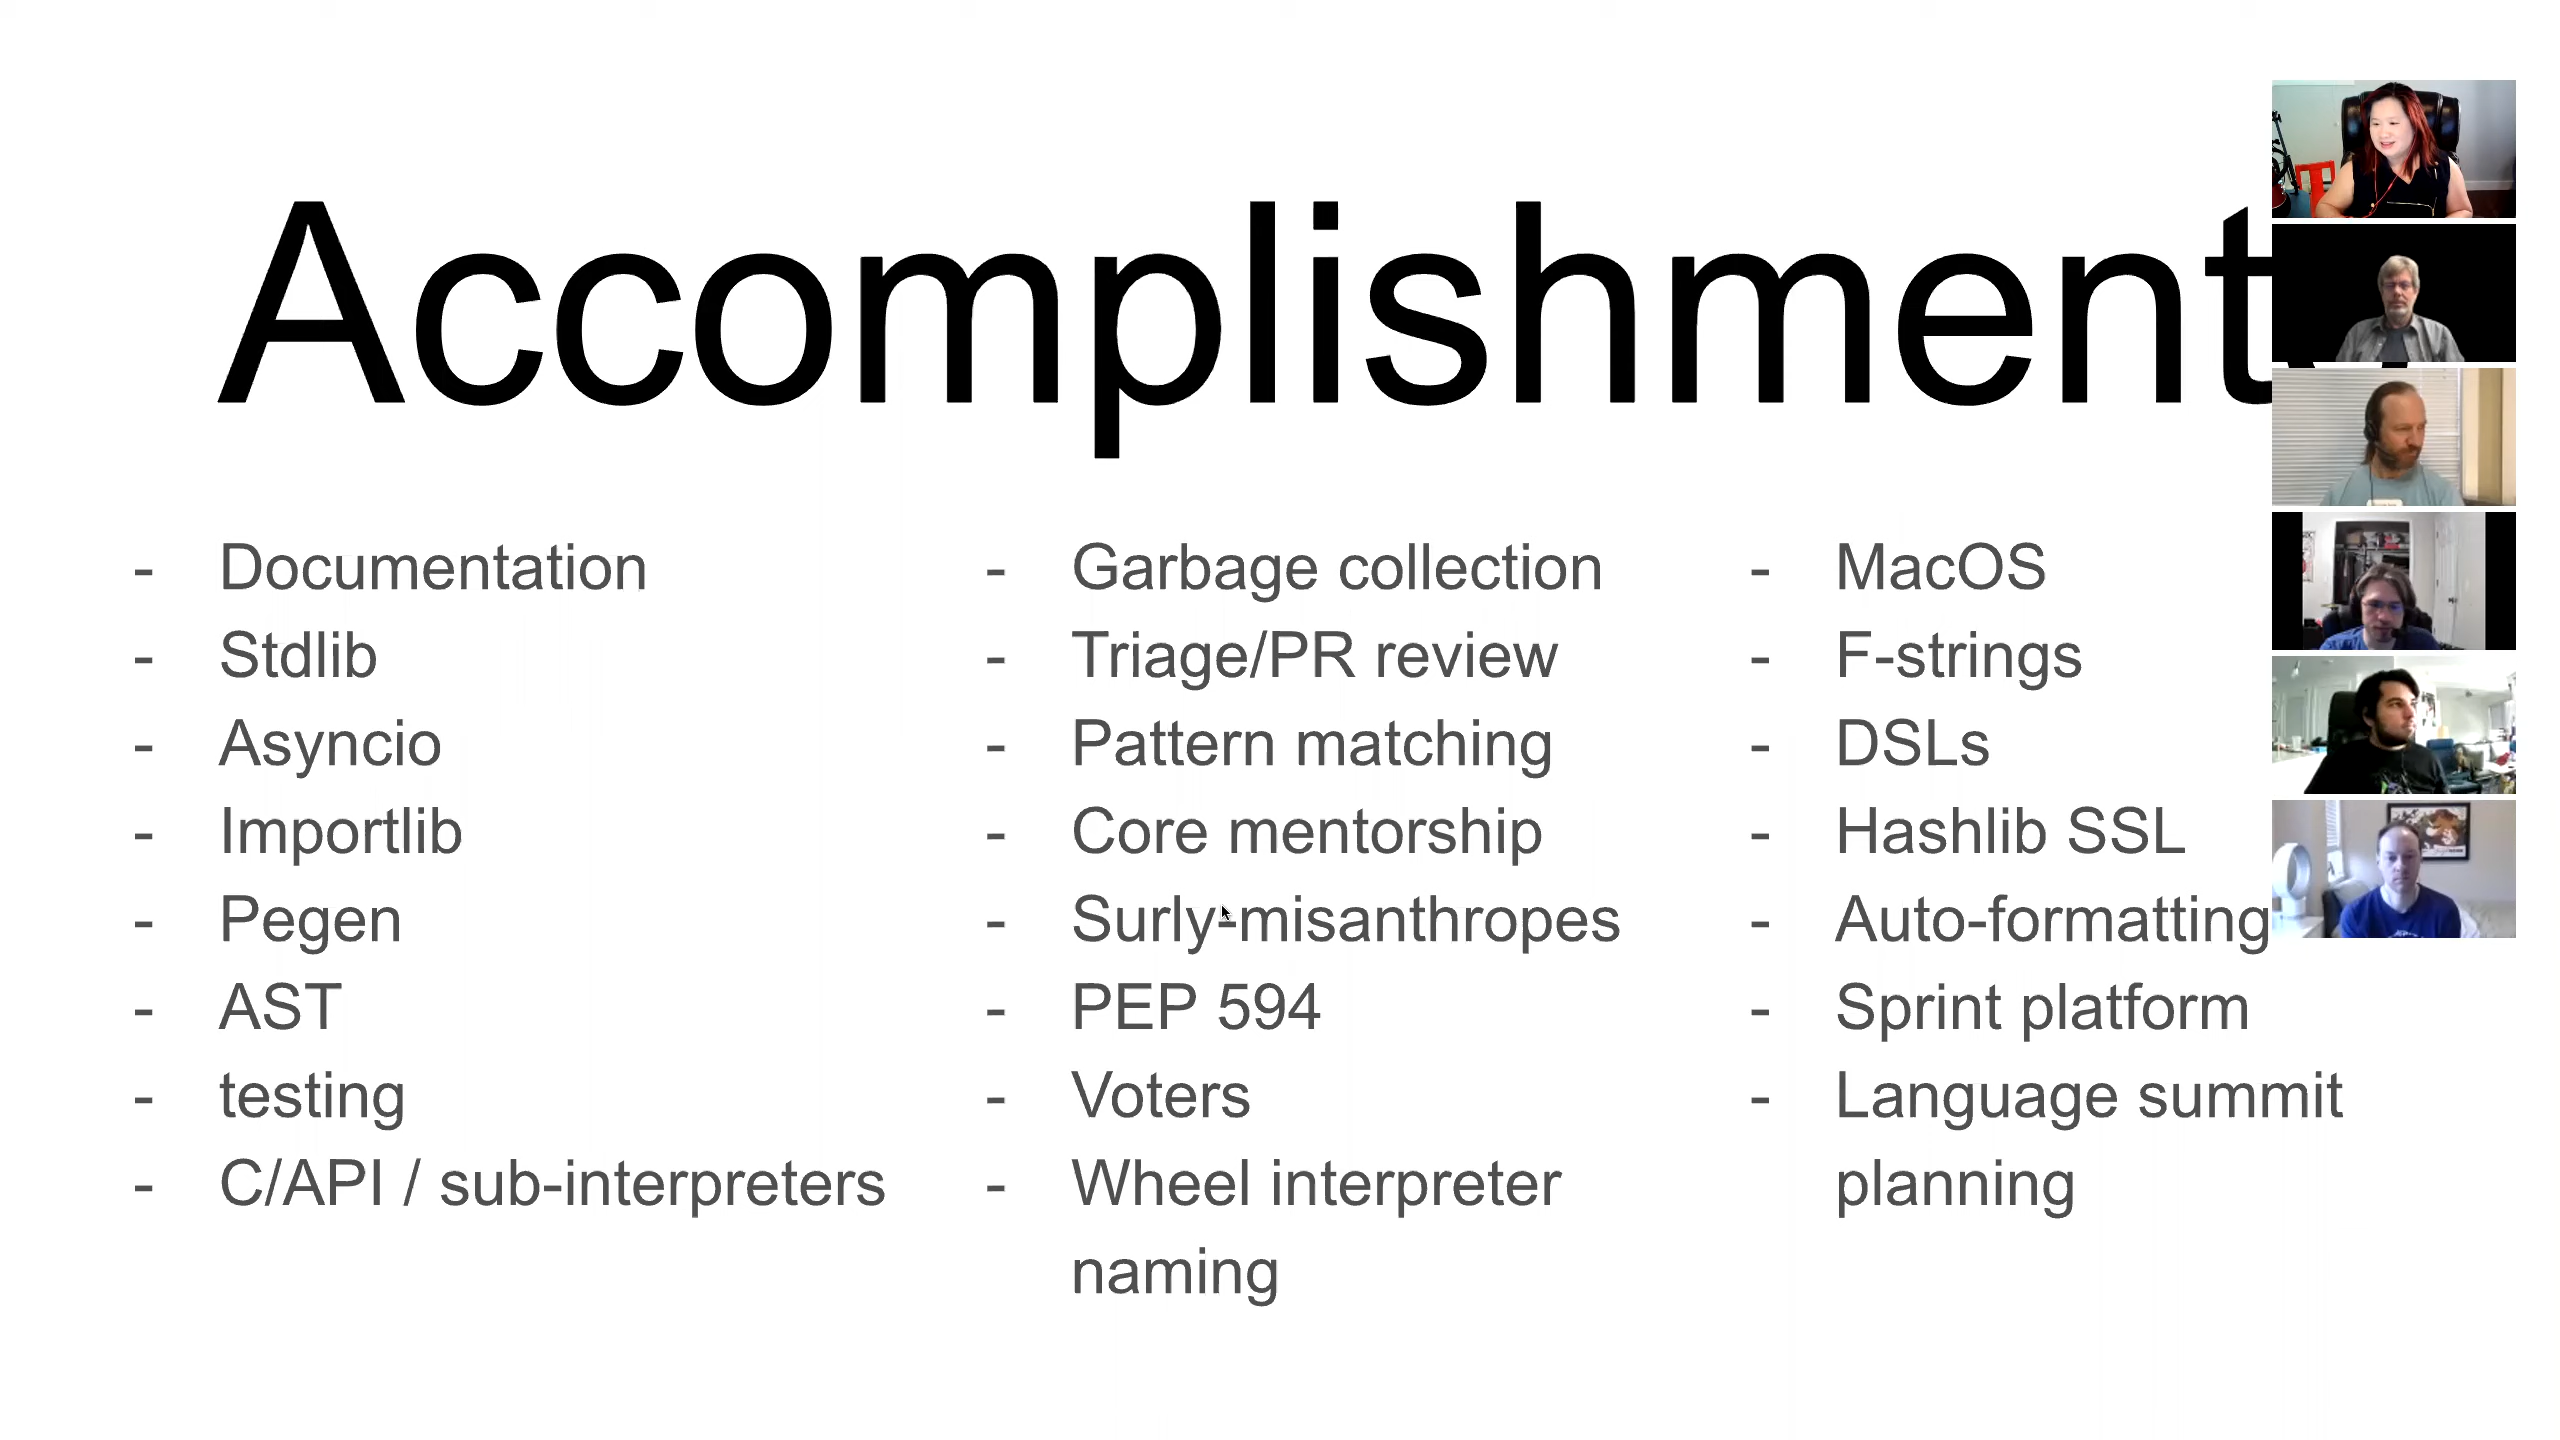 Accomplishment
- Documentation
- Stdlib
- Asyncio
- Importlib
- Pegen
- AST
- testing
- C/API / sub-interpreters
- Garbage collection
- Triage/PR review
- Pattern matching
- Core mentorship
- Surly-misanthropes
- PEP 594
- Voters
- Wheel interpreter
naming
- MacOS
- F-strings
- DSLs
- Hashlib SSL
- Auto-formatting
- Sprint platform
- Language summit
planning